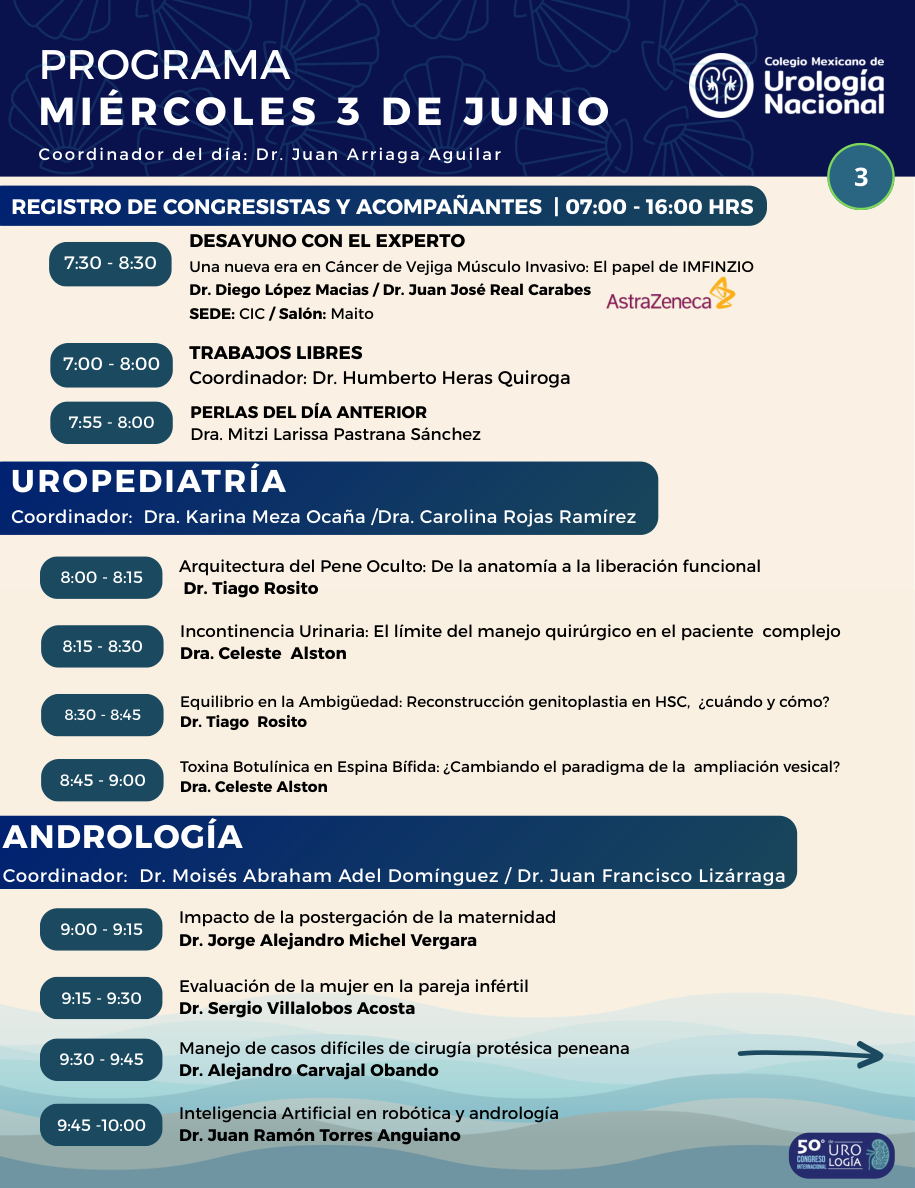 PROGRAMA
MIÉRCOLES 3 DE JUNIO
Coordinador del día: Dr. Juan Arriaga Aguilar
Colegio Mexicano de
Urología
Nacional
3
REGISTRO DE CONGRESISTAS Y ACOMPAÑANTES | 07:00 - 16:00 HRS
7:30 - 8:30
DESAYUNO CON EL EXPERTO
Una nueva era en Cáncer de Vejiga Músculo Invasivo: El papel de IMFINZIO
Dr. Diego López Macias / Dr. Juan José Real Carabes
AstraZeneca
SEDE: CIC / Salón: Maito
7:00 - 8:00
TRABAJOS LIBRES
Coordinador: Dr. Humberto Heras Quiroga
7:55 - 8:00
PERLAS DEL DÍA ANTERIOR
Dra. Mitzi Larissa Pastrana Sánchez
UROPEDIATRÍA
Coordinador: Dra. Karina Meza Ocaña /Dra. Carolina Rojas Ramírez
8:00 - 8:15
Arquitectura del Pene Oculto: De la anatomía a la liberación funcional
Dr. Tiago Rosito
8:15 - 8:30
Incontinencia Urinaria: El límite del manejo quirúrgico en el paciente complejo
Dra. Celeste Alston
8:30 - 8:45
Equilibrio en la Ambigüedad: Reconstrucción genitoplastia en HSC, ¿cuándo y cómo?
Dr. Tiago Rosito
8:45 - 9:00
Toxina Botulínica en Espina Bífida: ¿Cambiando el paradigma de la ampliación vesical?
Dra. Celeste Alston
ANDROLOGÍA
Coordinador: Dr. Moisés Abraham Adel Domínguez / Dr. Juan Francisco Lizárraga
9:00 - 9:15
Impacto de la postergación de la maternidad
Dr. Jorge Alejandro Michel Vergara
9:15 - 9:30
Evaluación de la mujer en la pareja infértil
Dr. Sergio Villalobos Acosta
9:30 - 9:45
Manejo de casos difíciles de cirugía protésica peneana
Dr. Alejandro Carvajal Obando
9:45 -10:00
Inteligencia Artificial en robótica y andrología
Dr. Juan Ramón Torres Anguiano
50°
CONGRESO
INTERNACIONAL
de
URO
LOGÍA